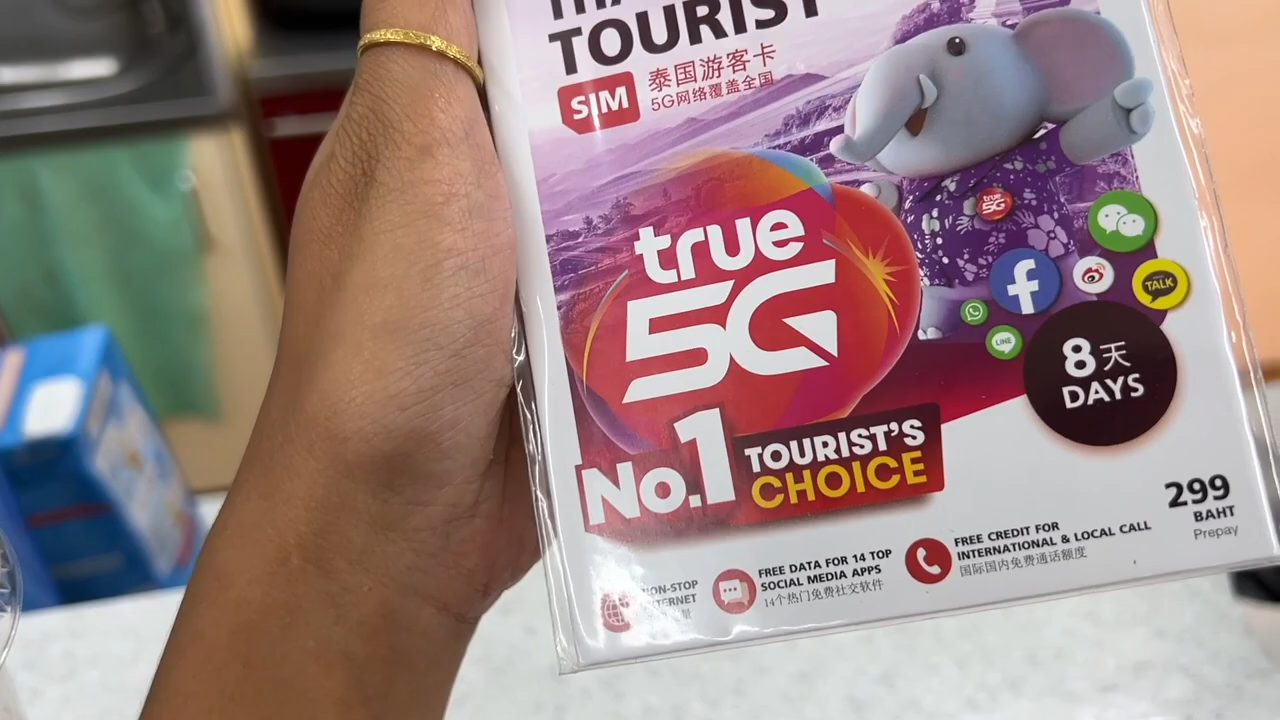 TOURIST
SIM
泰国游客卡
5G网络覆盖全国
true
5G
true
5G
TALK
LINE
8天
DAYS
No.1
TOURIST'S
CHOICE
299
BAHT
Prepay
NON-STOP
INTERNET
FREE DATA FOR 14 TOP
SOCIAL MEDIA APPS
14个热门免费社交软件
FREE CREDIT FOR
INTERNATIONAL & LOCAL CALL
国际国内免费通话额度